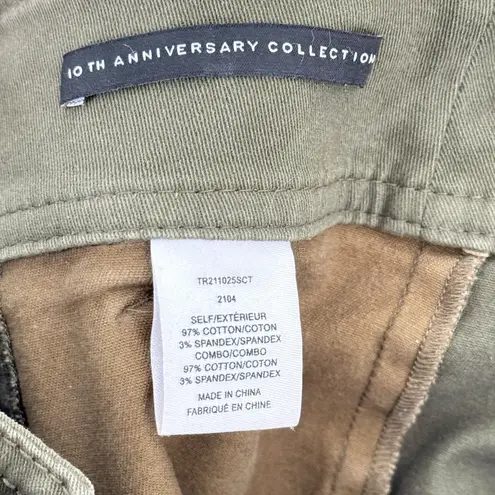 10TH ANNIVERSARY COLLECTION
TR211025SCT
2104
SELF/EXTÉRIEUR
97% COTTON/COTON
3% SPANDEX/SPANDEX
COMBO/COMBO
97% COTTON/COTON
3% SPANDEX/SPANDEX
MADE IN CHINA
FABRIQUÉ EN CHINE